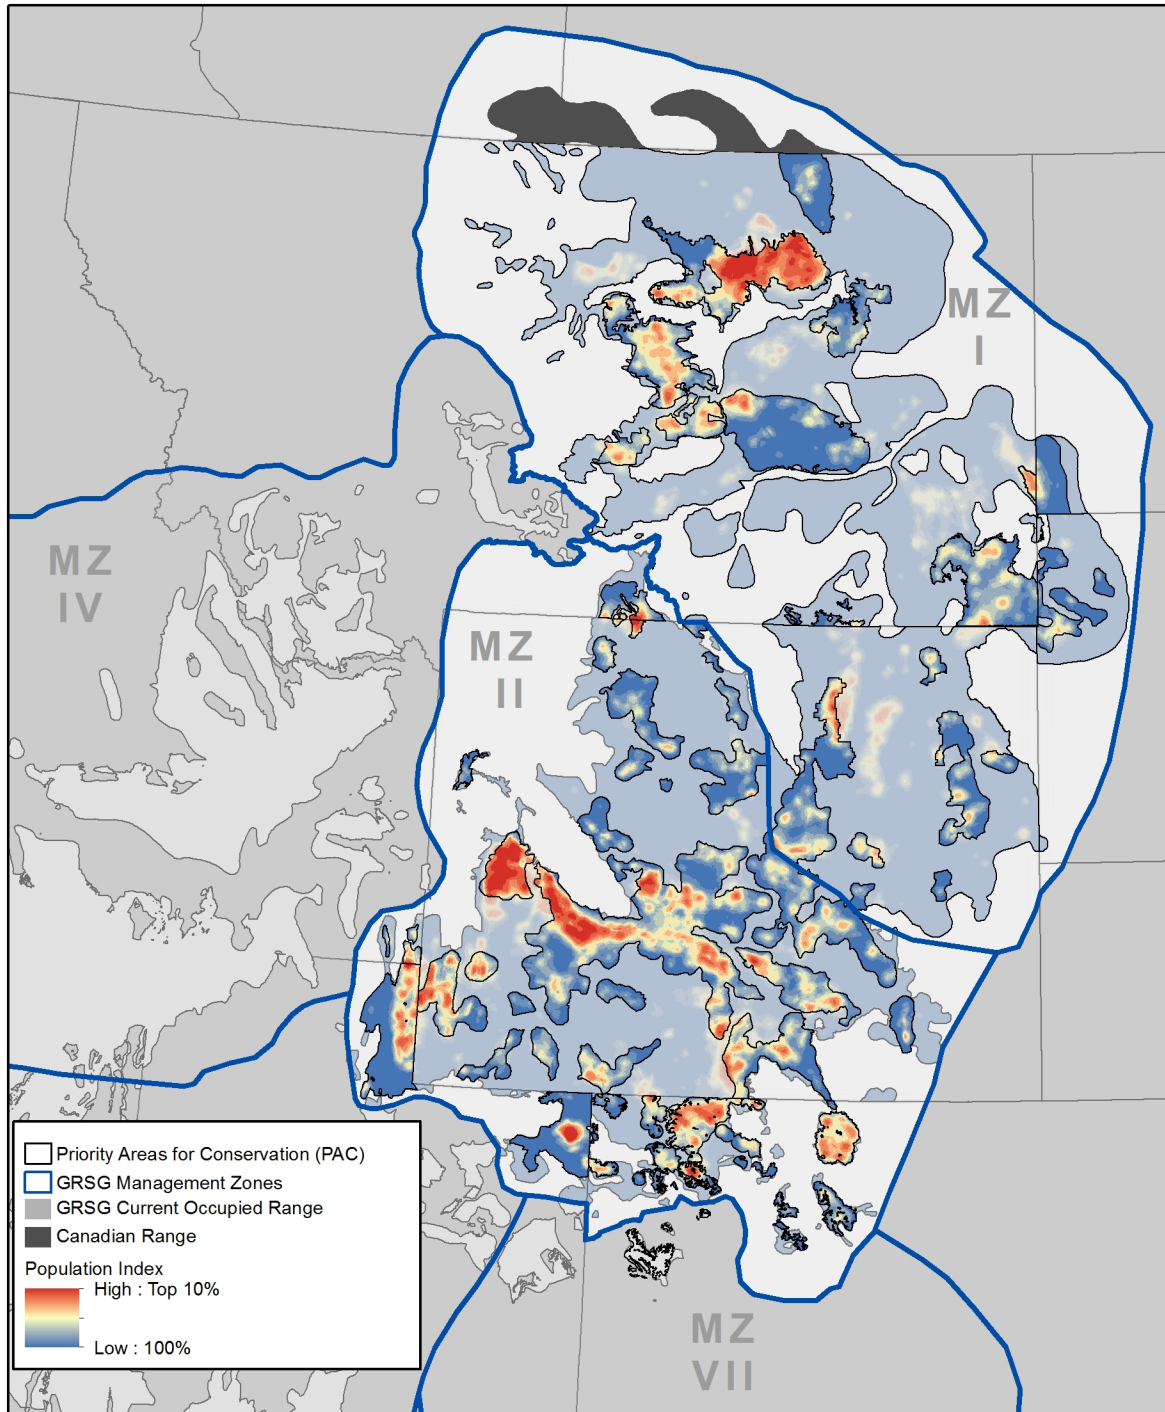 MZ
I
MZ
IV
MZ
II
Priority Areas for Conservation (PAC)
GRSG Management Zones
GRSG Current Occupied Range
Canadian Range
Population Index
High : Top 10%
Low : 100%
MZ
VII